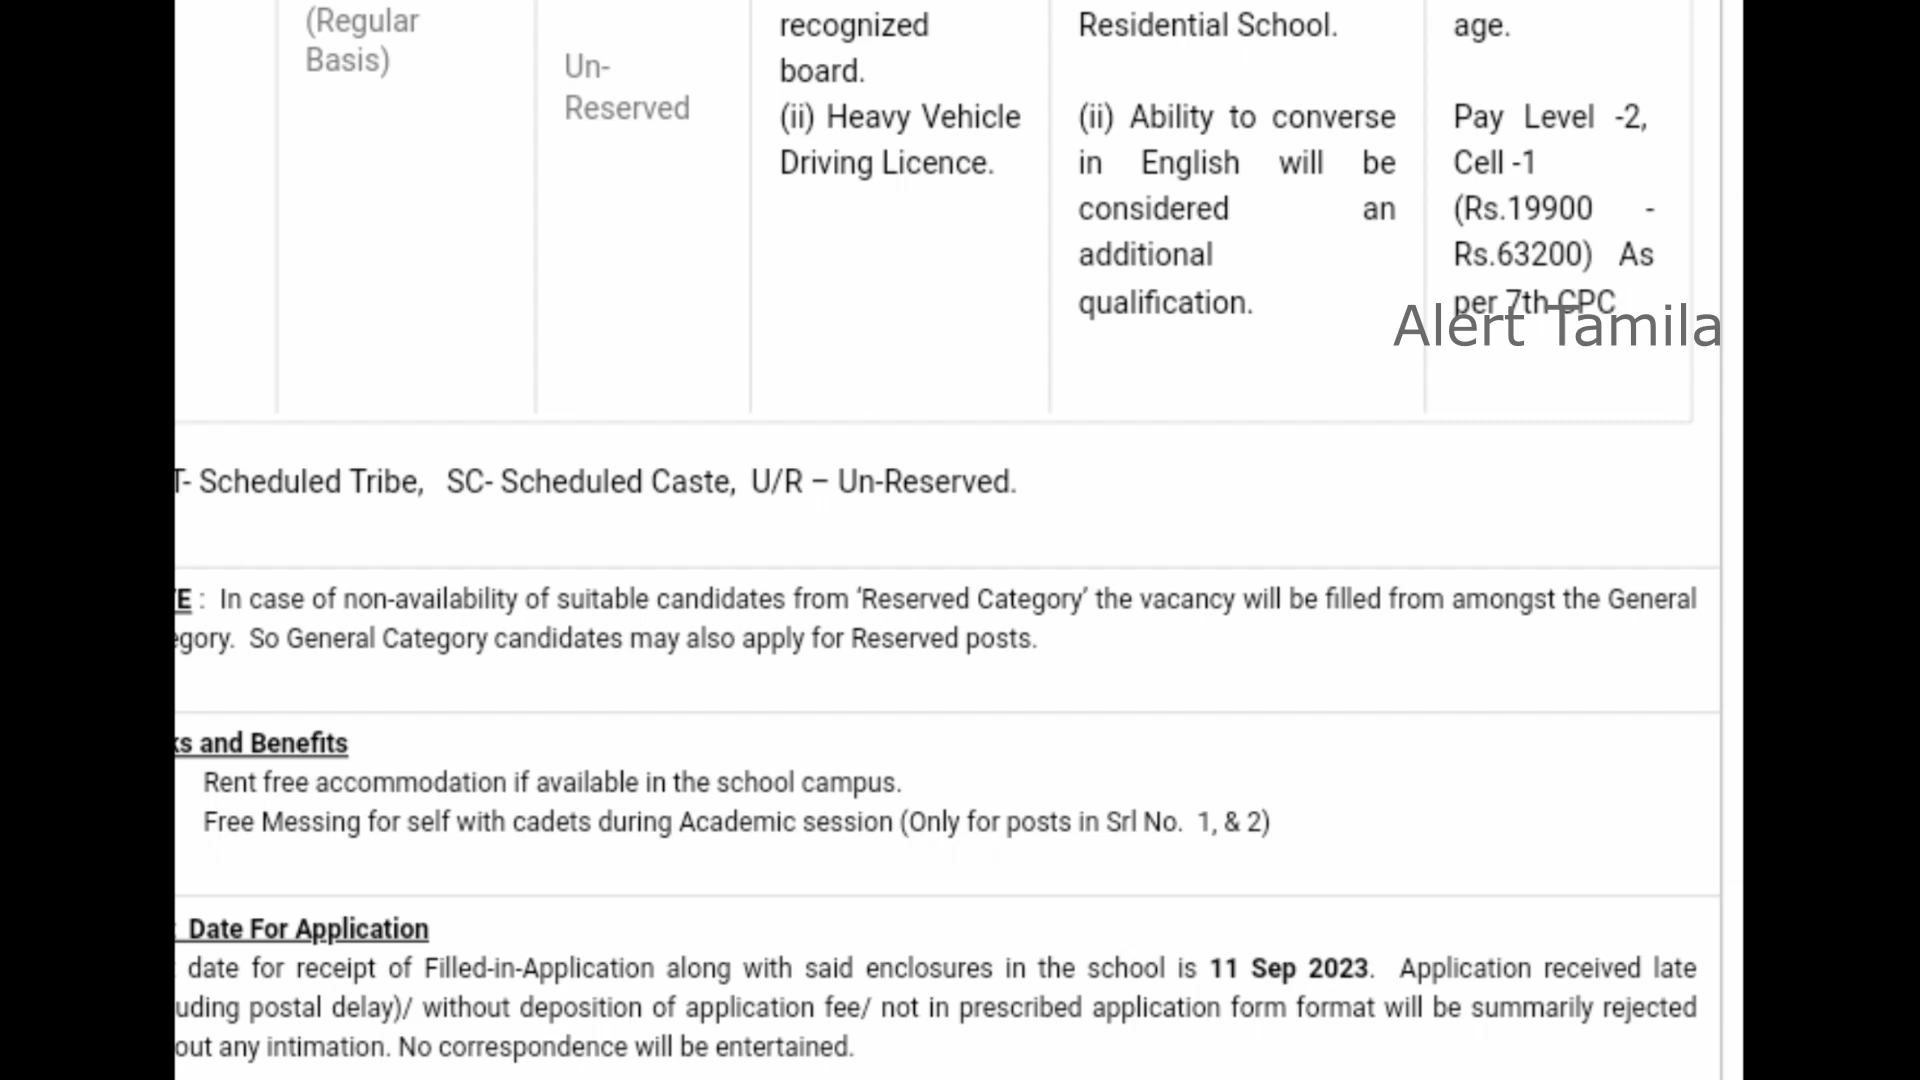 (Regular
Basis)
Un-
Reserved
recognized
board.
(ii) Heavy Vehicle
Driving Licence.
Residential School.
(ii) Ability to converse
in English will be
considered an
additional
qualification.
age.
Pay Level -2,
Cell -1
(Rs.19900 -
Rs.63200) As
per 7th CPC
Alert Tamila
T- Scheduled Tribe, SC- Scheduled Caste, U/R – Un-Reserved.
E : In case of non-availability of suitable candidates from ‘Reserved Category’ the vacancy will be filled from amongst the General
egory. So General Category candidates may also apply for Reserved posts.
ks and Benefits
Rent free accommodation if available in the school campus.
Free Messing for self with cadets during Academic session (Only for posts in Srl No. 1, & 2)
Date For Application
date for receipt of Filled-in-Application along with said enclosures in the school is 11 Sep 2023. Application received late
uding postal delay)/ without deposition of application fee/ not in prescribed application form format will be summarily rejected
out any intimation. No correspondence will be entertained.